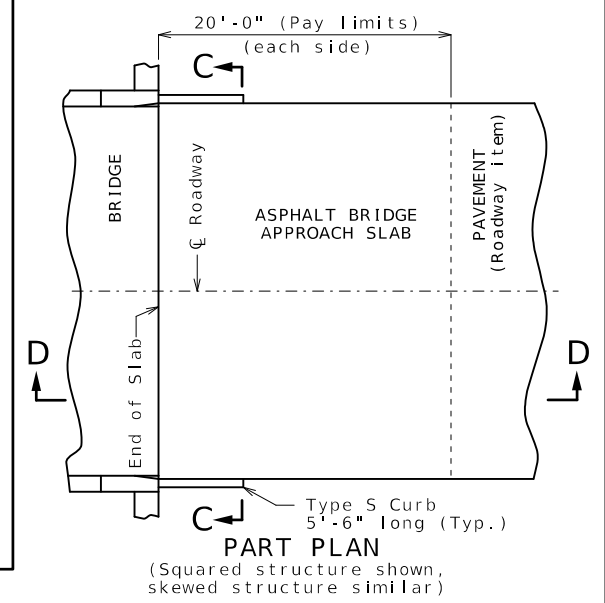 20'-0" (Pay limits)
(each side)
C
BRIDGE
℄ Roadway
ASPHALT BRIDGE
APPROACH SLAB
PAVEMENT
(Roadway item)
D
D
End of Slab
Type S Curb
5'-6" long (Typ.)
C
PART PLAN
(Squared structure shown,
skewed structure similar)